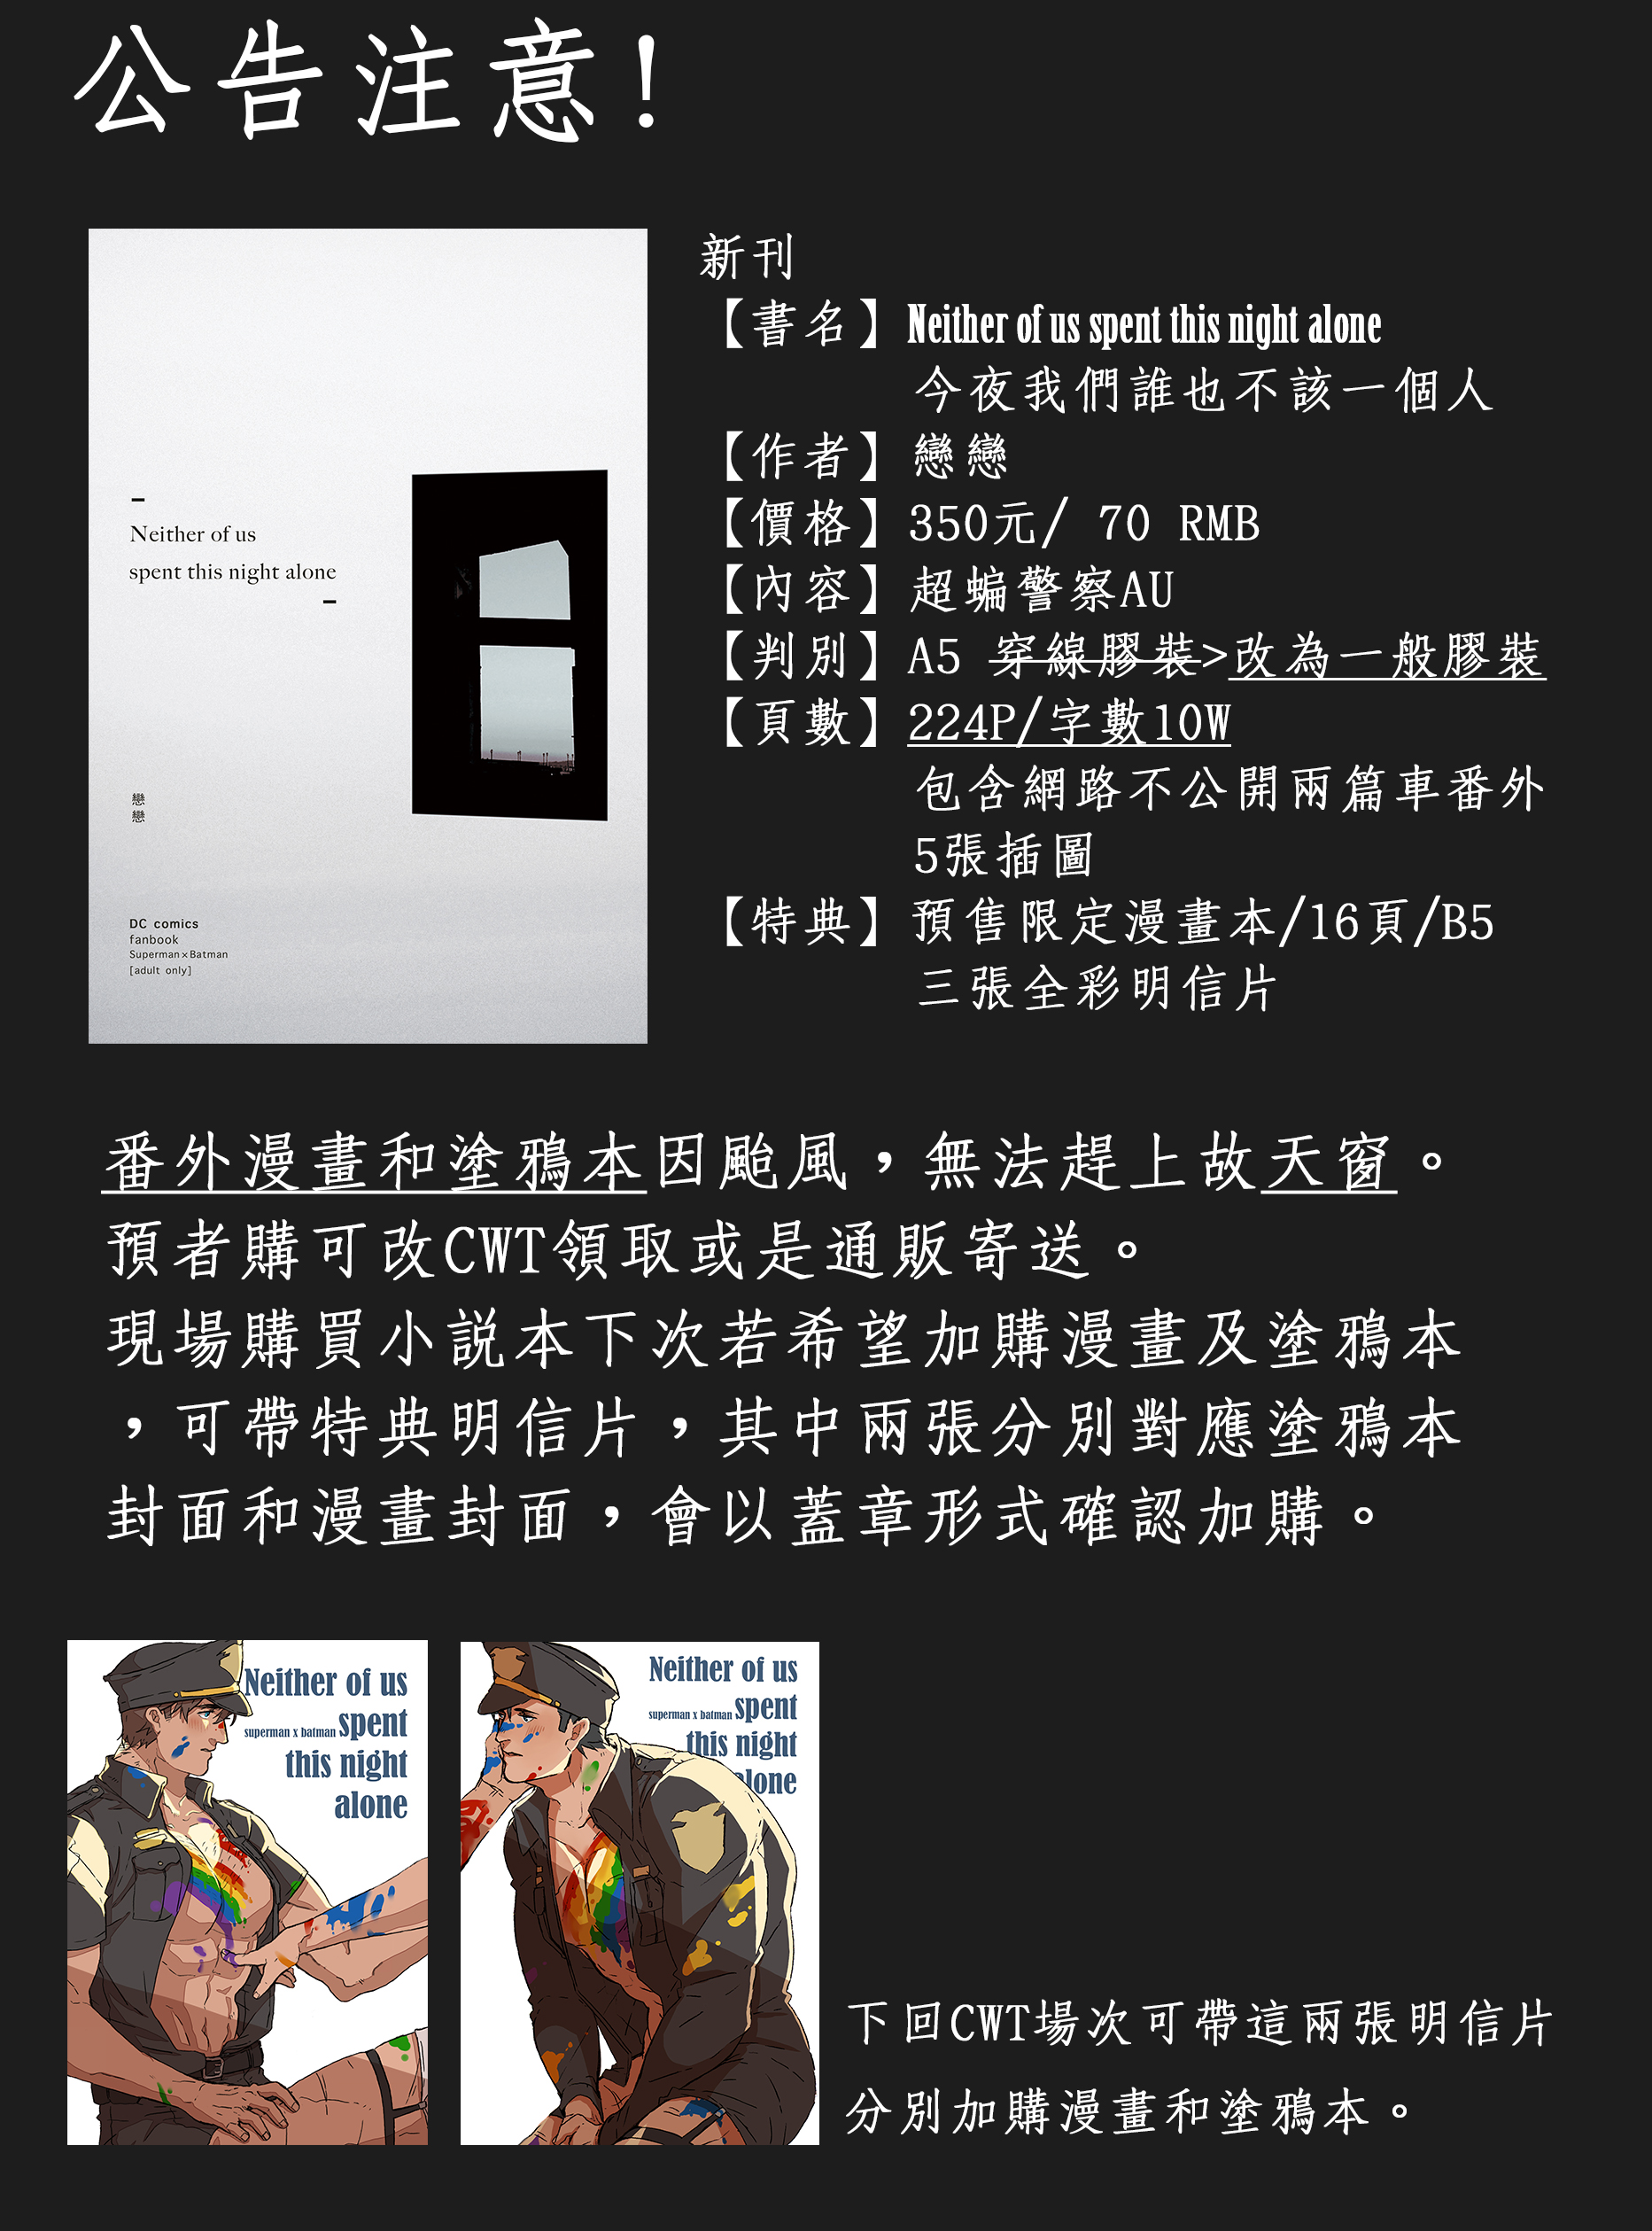 公告注意!
Neither of us
spent this night alone
戀戀
DC comics
fanbook
Superman×Batman
[adult only]
新刊
【書名】Neither of us spent this night alone
今夜我們誰也不該一個人
【作者】戀戀
【價格】350元/ 70 RMB
【內容】超蝙警察AU
【判別】A5 穿線膠裝>改為一般膠裝
【頁數】224P/字數10W
包含網路不公開兩篇車番外
5張插圖
【特典】預售限定漫畫本/16頁/B5
三張全彩明信片
番外漫畫和塗鴉本因颱風，無法趕上故天窗。
預者購可改CWT領取或是通販寄送。
現場購買小説本下次若希望加購漫畫及塗鴉本
，可帶特典明信片，其中兩張分別對應塗鴉本
封面和漫畫封面，會以蓋章形式確認加購。
Neither of us
superman x batman spent
this night
alone
Neither of us
superman x batman spent
this night
alone
下回CWT場次可帶這兩張明信片
分別加購漫畫和塗鴉本。